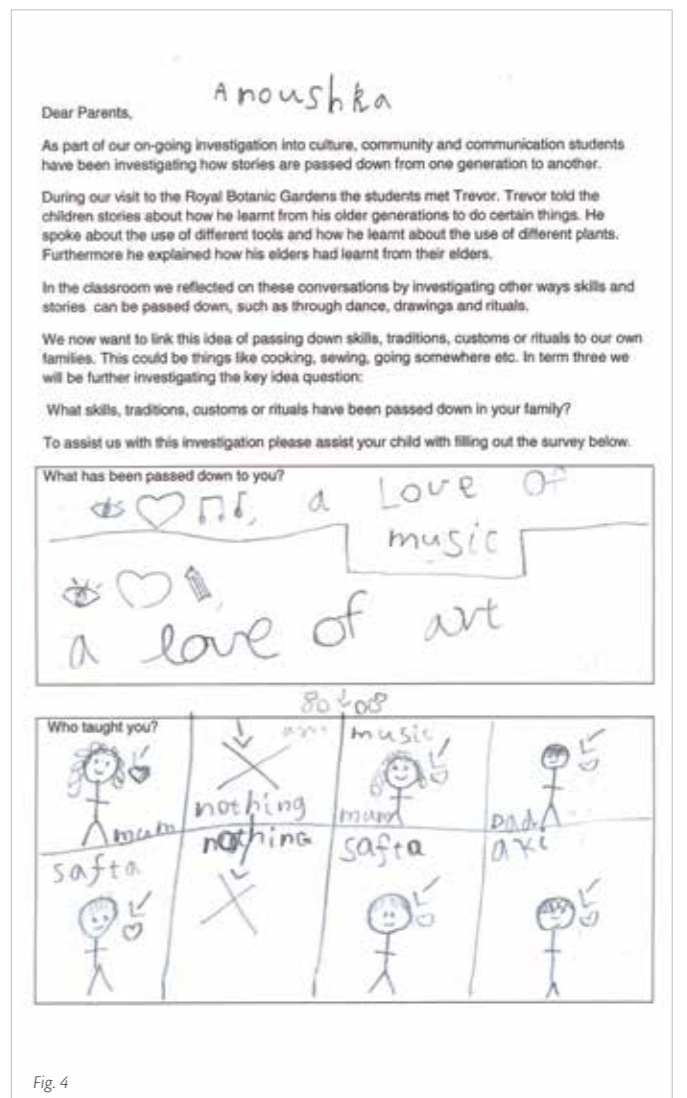 Anoushka
Dear Parents,
As part of our on-going investigation into culture, community and communication students
have been investigating how stories are passed down from one generation to another.
During our visit to the Royal Botanic Gardens the students met Trevor. Trevor told the
children stories about how he learnt from his older generations to do certain things. He
spoke about the use of different tools and how he learnt about the use of different plants.
Furthermore he explained how his elders had learnt from their elders.
In the classroom we reflected on these conversations by investigating other ways skills and
stories can be passed down, such as through dance, drawings and rituals.
We now want to link this idea of passing down skills, traditions, customs or rituals to our own
families. This could be things like cooking, sewing, going somewhere etc. In term three we
will be further investigating the key idea question:
What skills, traditions, customs or rituals have been passed down in your family?
To assist us with this investigation please assist your child with filling out the survey below.
What has been passed down to you?
a Love Of
music
a love of art
Who taught you?
music
mum
nothing
mum
Dad
safta
nothing
safta
axi
Fig. 4